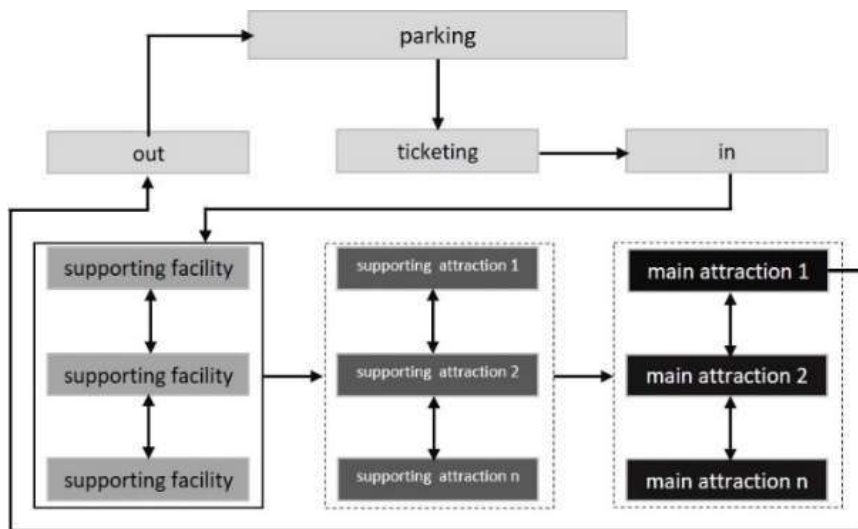 parking
out
ticketing
in
supporting facility
supporting attraction 1
main attraction 1
supporting facility
supporting attraction 2
main attraction 2
supporting facility
supporting attraction n
main attraction n